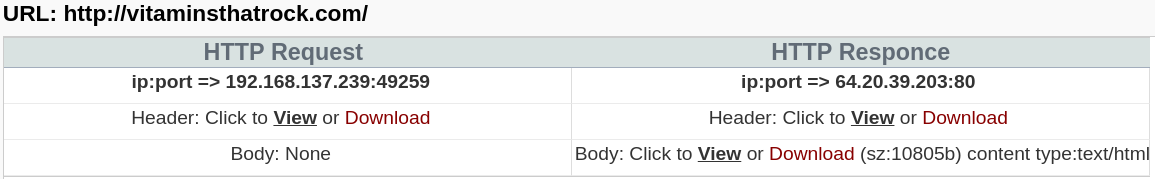 URL: http://vitaminsthatrock.com/
HTTP Request HTTP Responce
ip:port => 192.168.137.239:49259 ip:port => 64.20.39.203:80
Header: Click to View or Download Header: Click to View or Download
Body: None Body: Click to View or Download (sz:10805b) content type:text/html